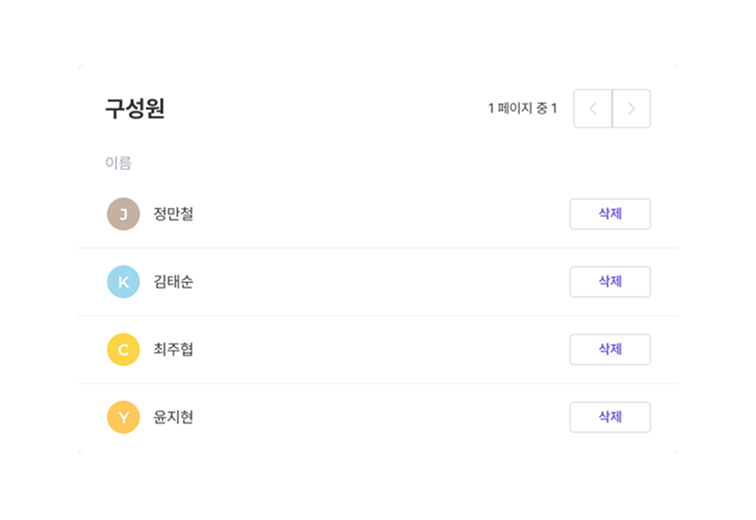 구성원
1 페이지 중 1
이름
J 정만철 삭제
K 김태순 삭제
C 최주협 삭제
Y 윤지현 삭제